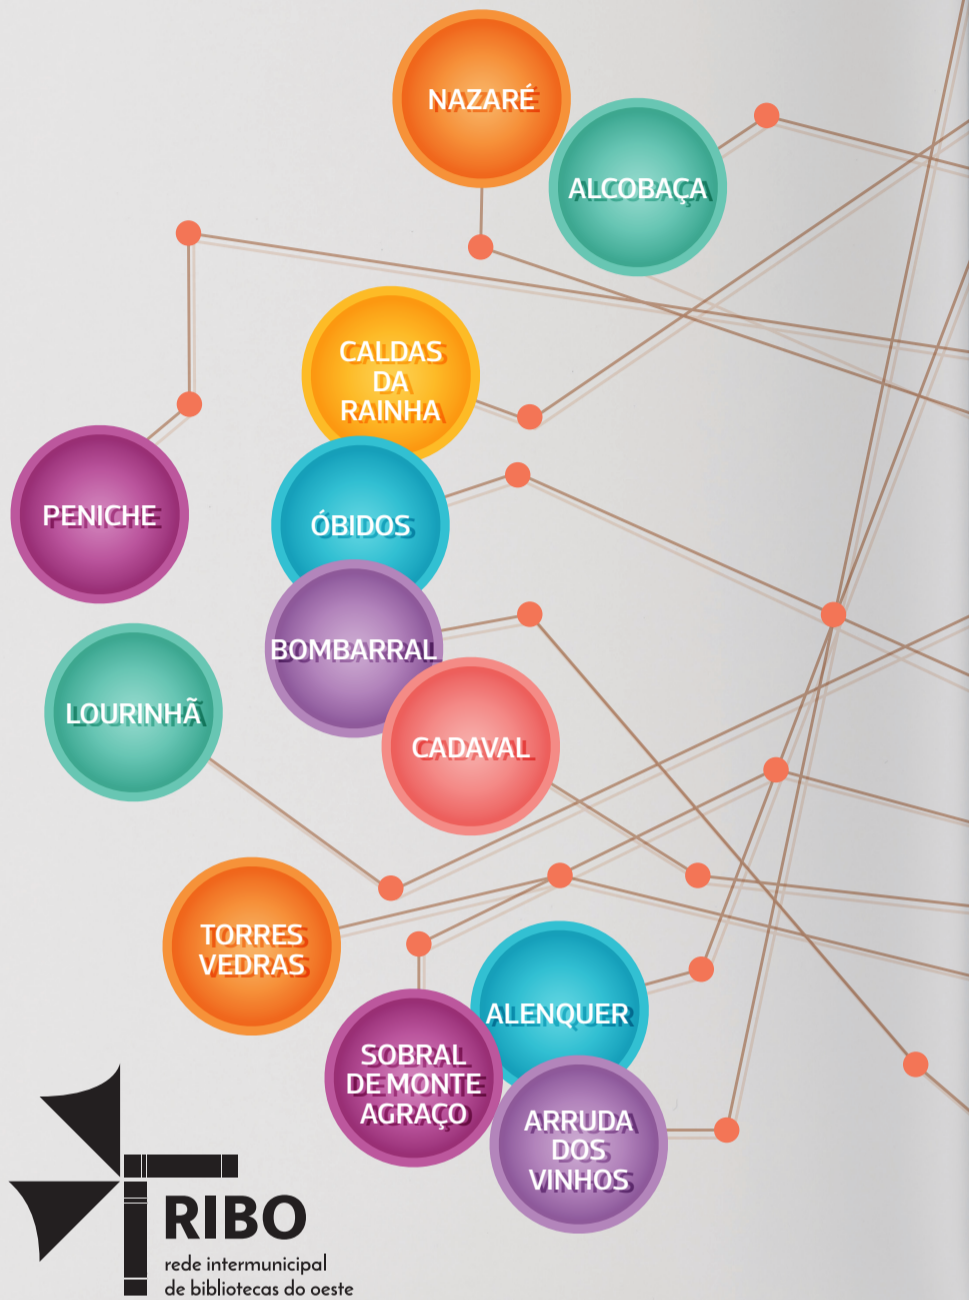 NAZARÉ
ALCOBAÇA
CALDAS
DA
RAINHA
PENICHE
ÓBIDOS
BOMBARRAL
LOURINHÃ
CADAVAL
TORRES
VEDRAS
ALENQUER
SOBRAL
DE MONTE
AGRAÇO
ARRUDA
DOS
VINHOS
RIBO
rede intermunicipal
de bibliotecas do oeste